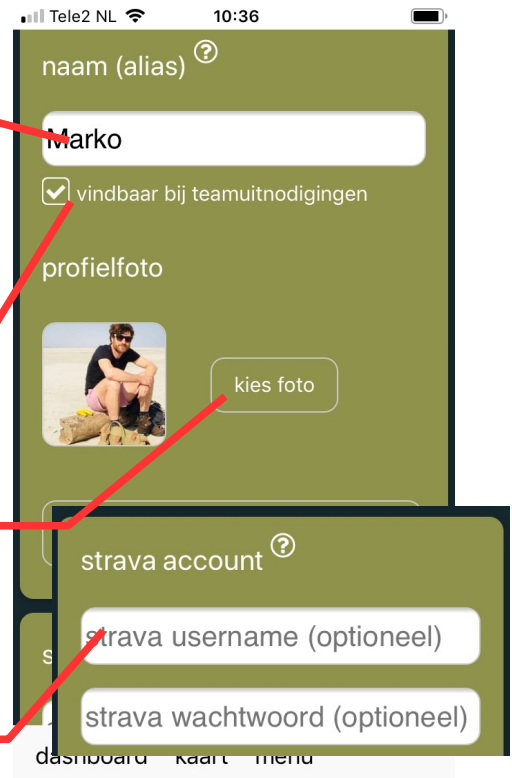 Tele2 NL 10:36
naam (alias) ?
Marko
vindbaar bij teamuitnodigingen
profielfoto
kies foto
strava account ?
s
strava username (optioneel)
strava wachtwoord (optioneel)
dashboard kaart menu